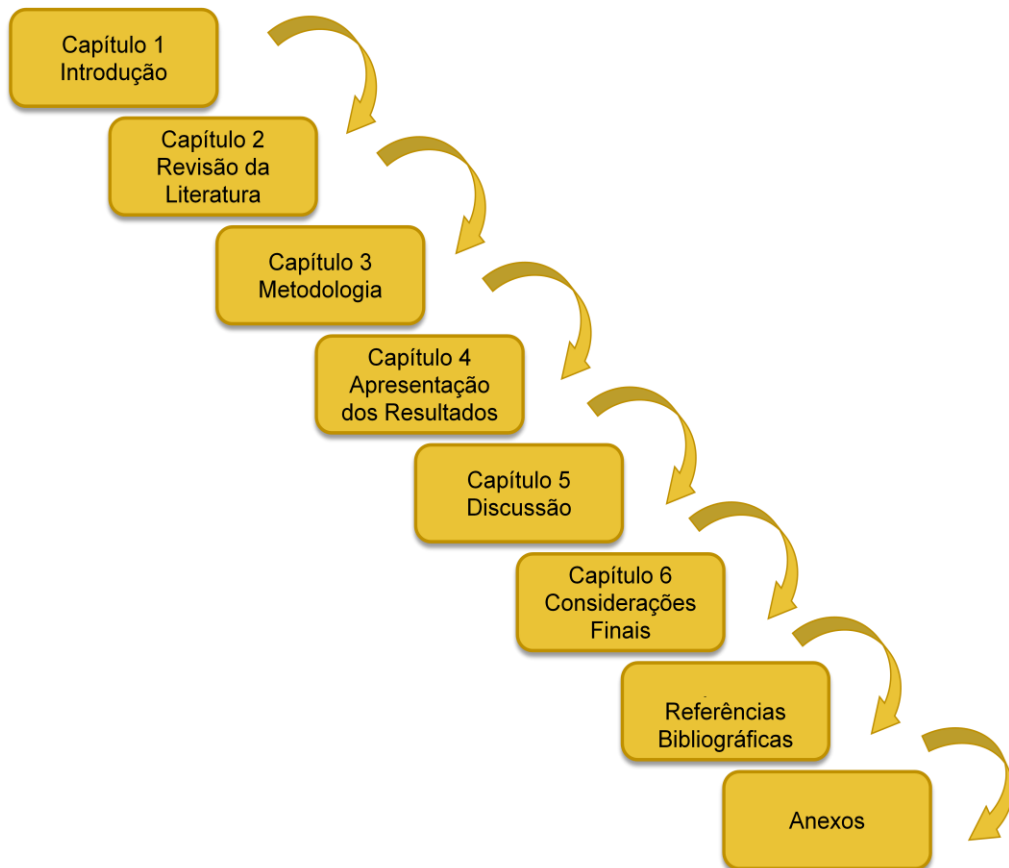 Capítulo 1
Introdução
Capítulo 2
Revisão da
Literatura
Capítulo 3
Metodologia
Capítulo 4
Apresentação
dos Resultados
Capítulo 5
Discussão
Capítulo 6
Considerações
Finais
Referências
Bibliográficas
Anexos